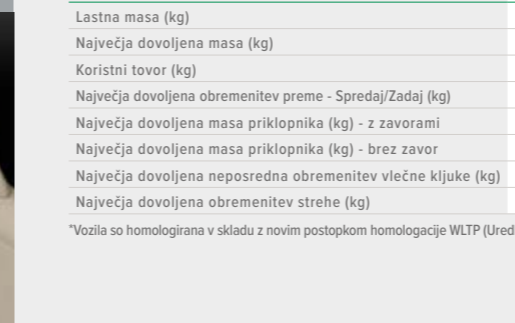 Lastna masa (kg)
Največja dovoljena masa (kg)
Koristni tovor (kg)
Največja dovoljena obremenitev preme - Spredaj/Zadaj (kg)
Največja dovoljena masa priklopnika (kg) - z zavorami
Največja dovoljena masa priklopnika (kg) - brez zavor
Največja dovoljena neposredna obremenitev vlečne kljuke (kg)
Največja dovoljena obremenitev strehe (kg)
*Vozila so homologirana v skladu z novim postopkom homologacije WLTP (Ured